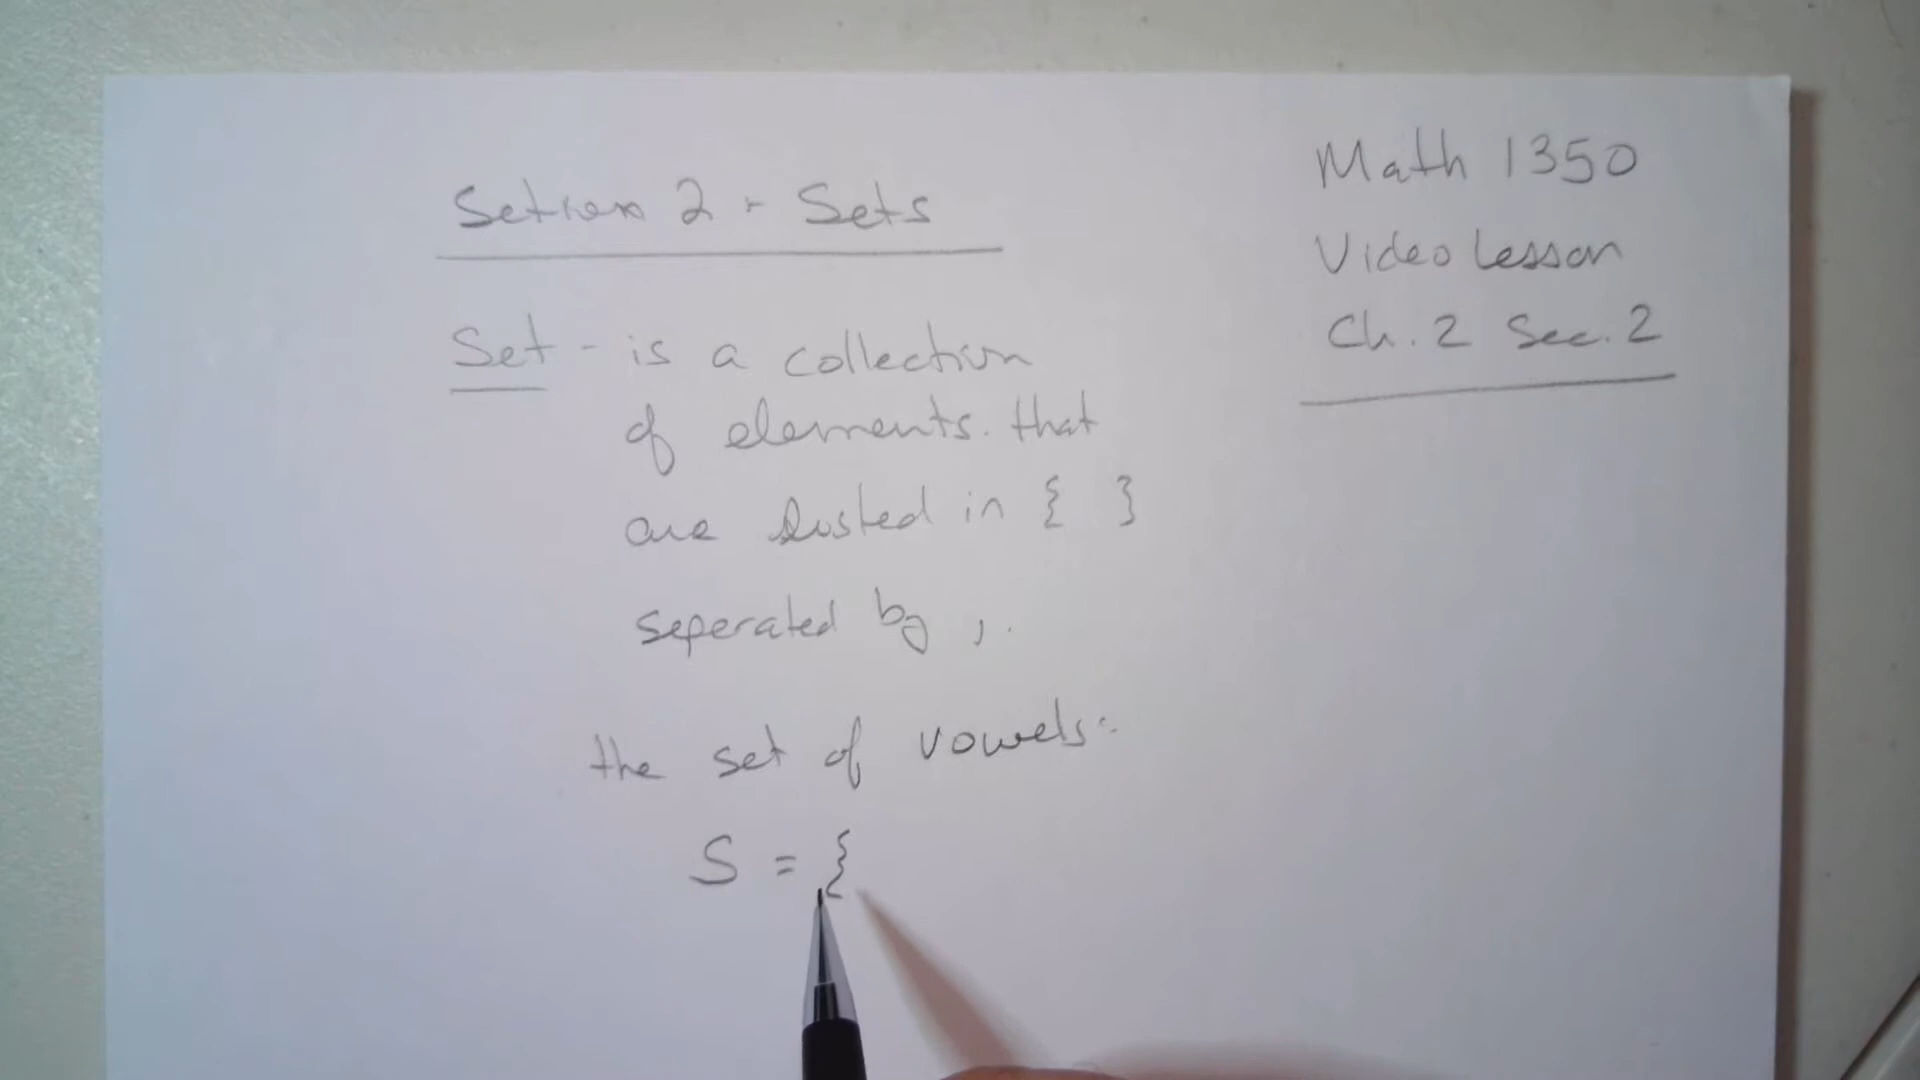 Setion 2 - Sets
Set - is a collection
of elements. that
are listed in { }
seperated by , .
the set of vowels:
S = {
Math 1350
Video Lesson
Ch. 2 Sec. 2